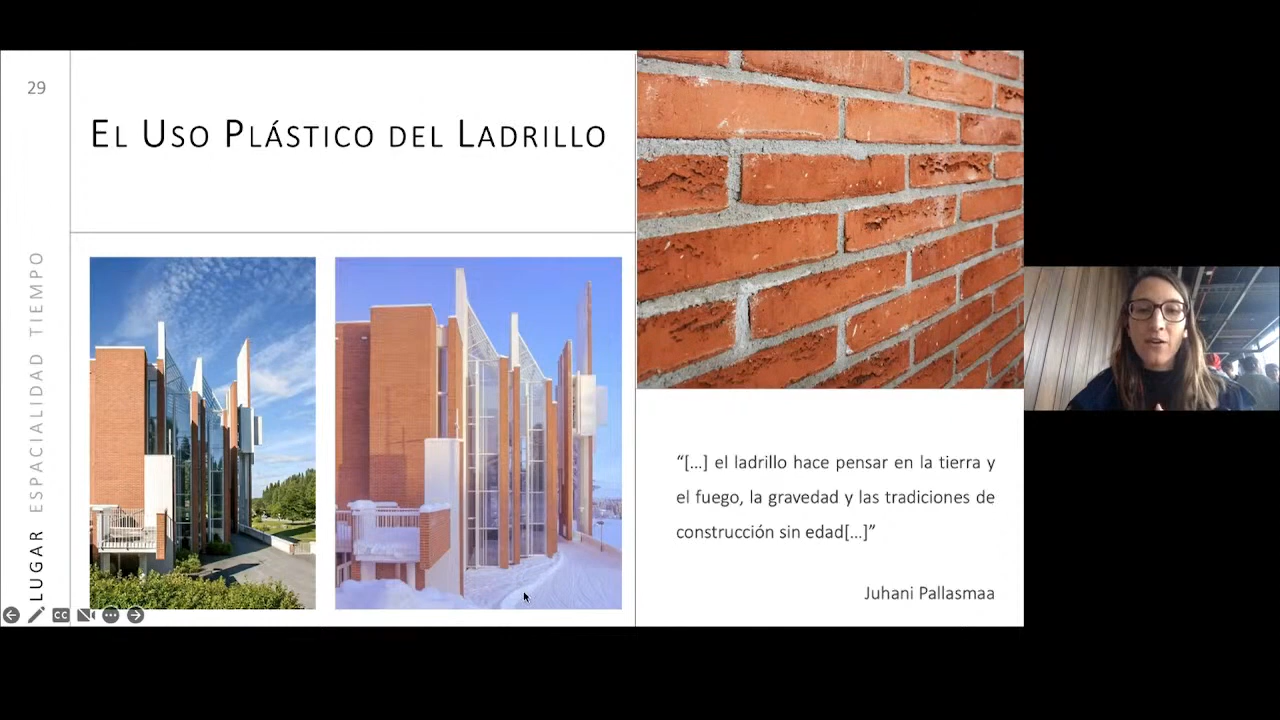 29
El Uso Plástico del Ladrillo
LUGAR ESPACIALIDAD TIEMPO
“[...] el ladrillo hace pensar en la tierra y
el fuego, la gravedad y las tradiciones de
construcción sin edad[...]”
Juhani Pallasmaa
CC